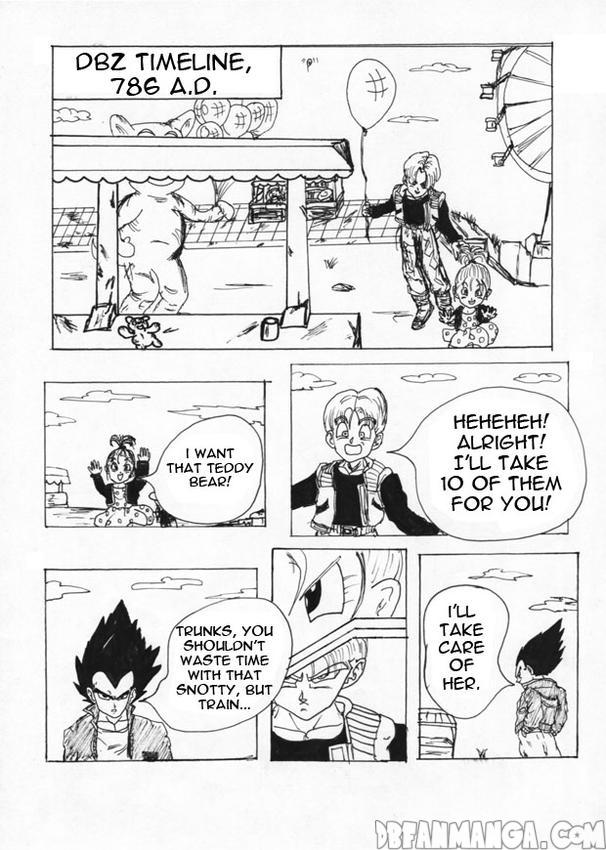 DBZ TIMELINE,
786 A.D.
I WANT
THAT TEDDY
BEAR!
HEHEHEH!
ALRIGHT!
I'LL TAKE
10 OF THEM
FOR YOU!
TRUNKS, YOU
SHOULDN'T
WASTE TIME
WITH THAT
SNOTTY, BUT
TRAIN...
I'LL
TAKE
CARE
OF
HER.
DBFANMANGA.COM